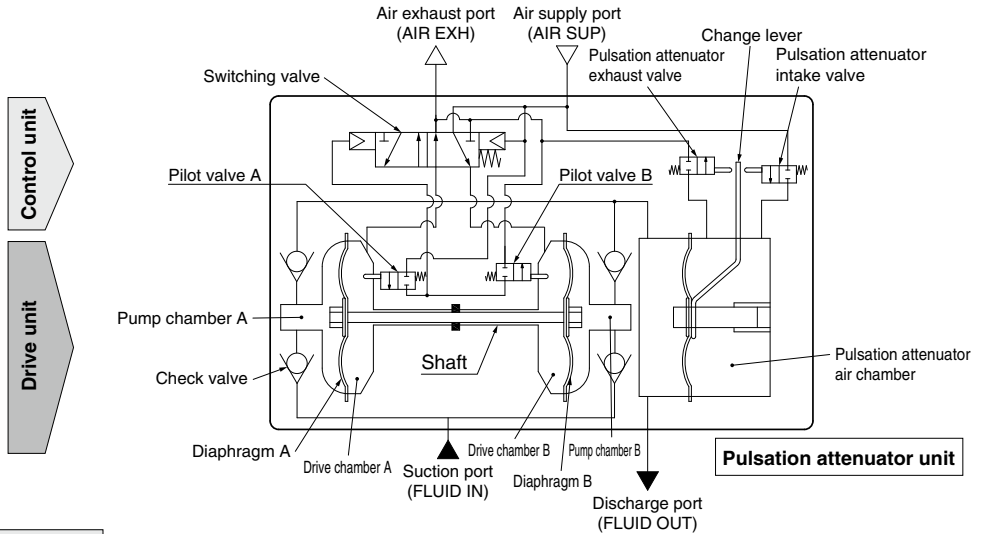 Air exhaust port
(AIR EXH)
Air supply port
(AIR SUP)
Change lever
Pulsation attenuator
exhaust valve
Pulsation attenuator
intake valve
Switching valve
Control unit
Pilot valve A
Pilot valve B
Drive unit
Pump chamber A
Shaft
Check valve
Pulsation attenuator
air chamber
Diaphragm A
Drive chamber A
Suction port
(FLUID IN)
Drive chamber B
Pump chamber B
Diaphragm B
Pulsation attenuator unit
Discharge port
(FLUID OUT)